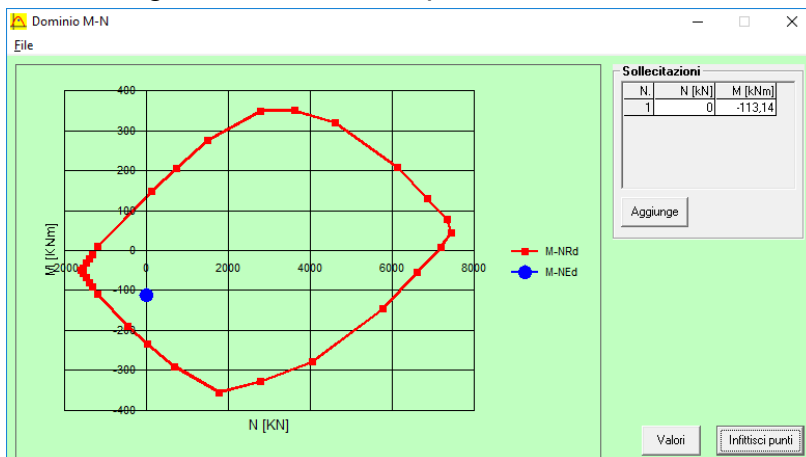 Dominio M-N
File
400
300
200
100
0
-100
-200
-300
-400
M [KNm]
-2000
0
2000
4000
6000
8000
N [KN]
M-NRd
M-NEd
Sollecitazioni
N. N [kN] M [kNm]
1 0 -113,14
Aggiunge
Valori
Infittisci punti